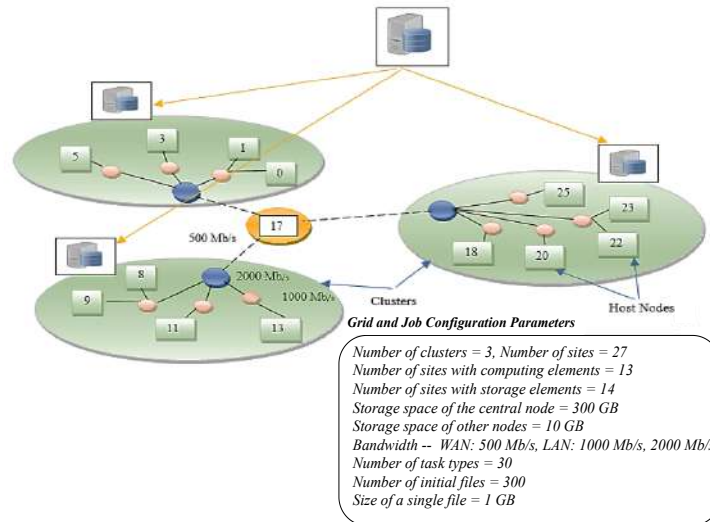 3
1
5
0
25
23
17
500 Mb/s
18
20
22
8
2000 Mb/s
9
1000 Mb/s
Clusters
Host Nodes
11
13
Grid and Job Configuration Parameters
Number of clusters = 3, Number of sites = 27
Number of sites with computing elements = 13
Number of sites with storage elements = 14
Storage space of the central node = 300 GB
Storage space of other nodes = 10 GB
Bandwidth -- WAN: 500 Mb/s, LAN: 1000 Mb/s, 2000 Mb/s
Number of task types = 30
Number of initial files = 300
Size of a single file = 1 GB